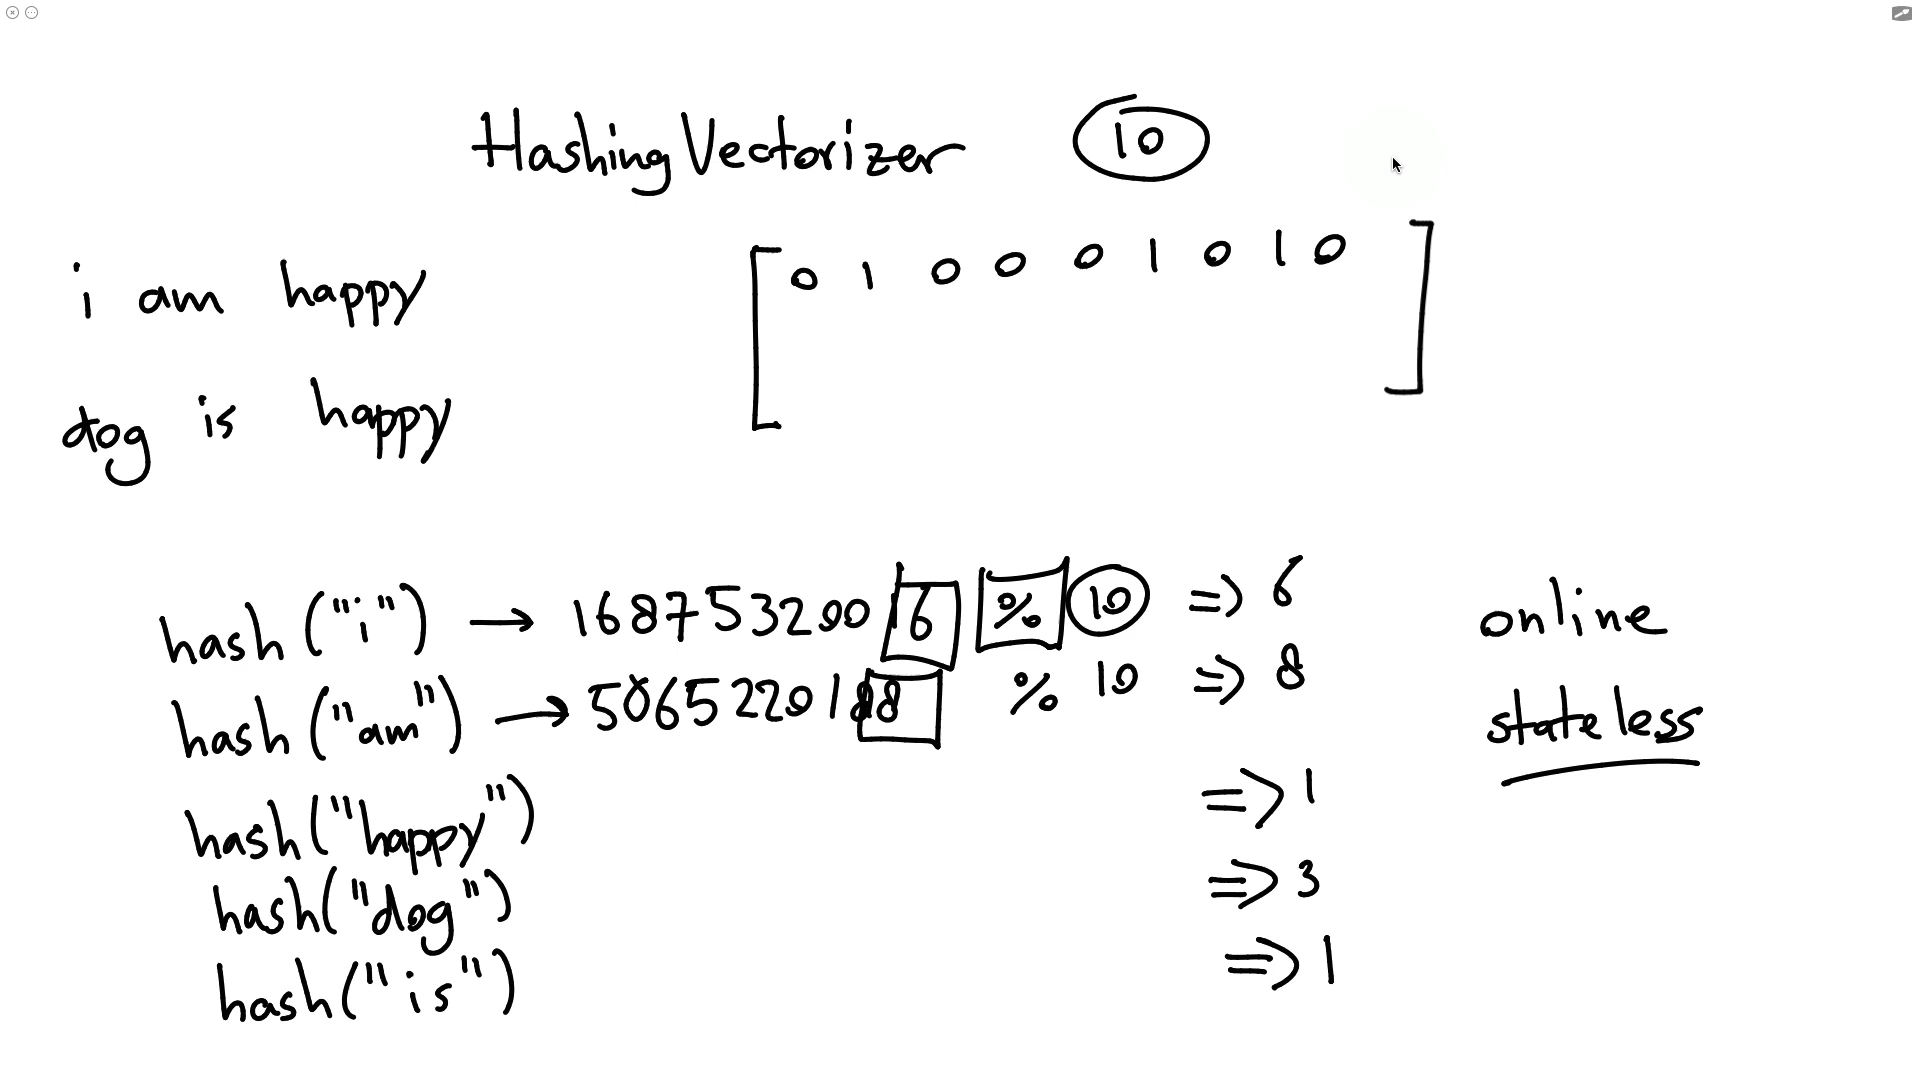 HashingVectorizer 10
i am happy
0 1 0 0 0 1 0 1 0
dog is happy
hash ("i") → 16875320016 % 10 => 6
hash ("am") → 5065220188 % 10 => 8
hash("happy") => 1
hash("dog") => 3
hash("is") => 1
online
stateless